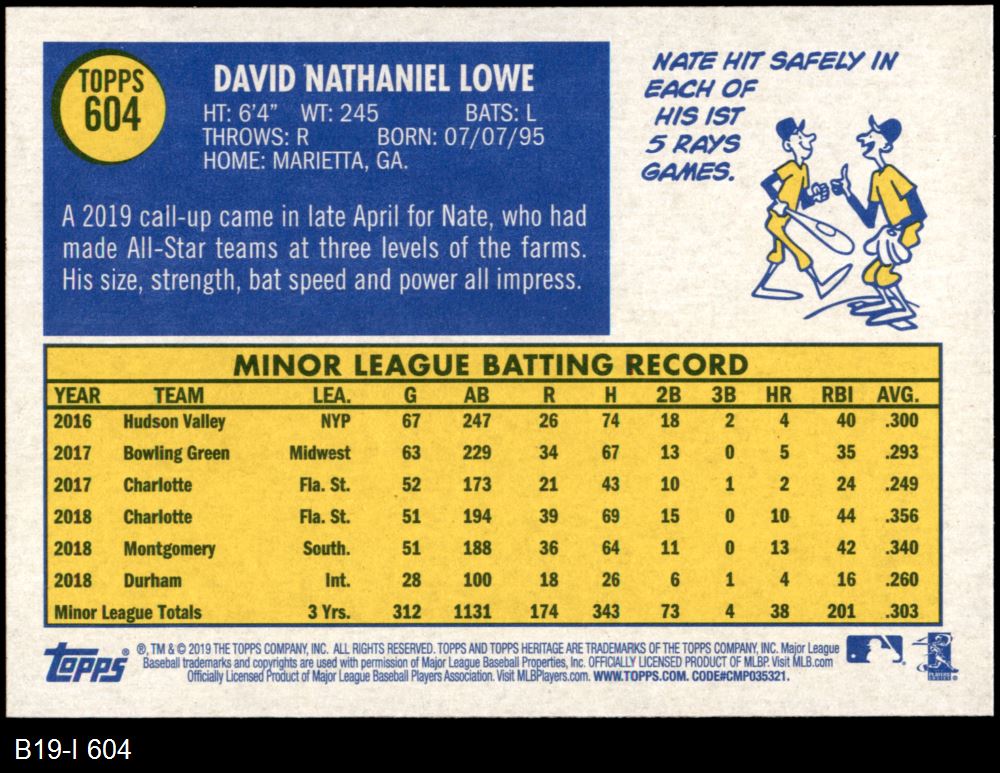 TOPPS
604
DAVID NATHANIEL LOWE
HT: 6'4" WT: 245 BATS: L
THROWS: R BORN: 07/07/95
HOME: MARIETTA, GA.
A 2019 call-up came in late April for Nate, who had
made All-Star teams at three levels of the farms.
His size, strength, bat speed and power all impress.
NATE HIT SAFELY IN
EACH OF
HIS 1ST
5 RAYS
GAMES.
MINOR LEAGUE BATTING RECORD
YEAR TEAM LEA. G AB R H 2B 3B HR RBI AVG.
2016 Hudson Valley NYP 67 247 26 74 18 2 4 40 .300
2017 Bowling Green Midwest 63 229 34 67 13 0 5 35 .293
2017 Charlotte Fla. St. 52 173 21 43 10 1 2 24 .249
2018 Charlotte Fla. St. 51 194 39 69 15 0 10 44 .356
2018 Montgomery South. 51 188 36 64 11 0 13 42 .340
2018 Durham Int. 28 100 18 26 6 1 4 16 .260
Minor League Totals 3 Yrs. 312 1131 174 343 73 4 38 201 .303
topps®
®, TM & © 2019 THE TOPPS COMPANY, INC. ALL RIGHTS RESERVED. TOPPS AND TOPPS HERITAGE ARE TRADEMARKS OF THE TOPPS COMPANY, INC. Major League
Baseball trademarks and copyrights are used with permission of Major League Baseball Properties, Inc. OFFICIALLY LICENSED PRODUCT OF MLBP. Visit MLB.com
Officially Licensed Product of Major League Baseball Players Association. Visit MLBPlayers.com. WWW.TOPPS.COM. CODE#CMP035321.
B19-I 604